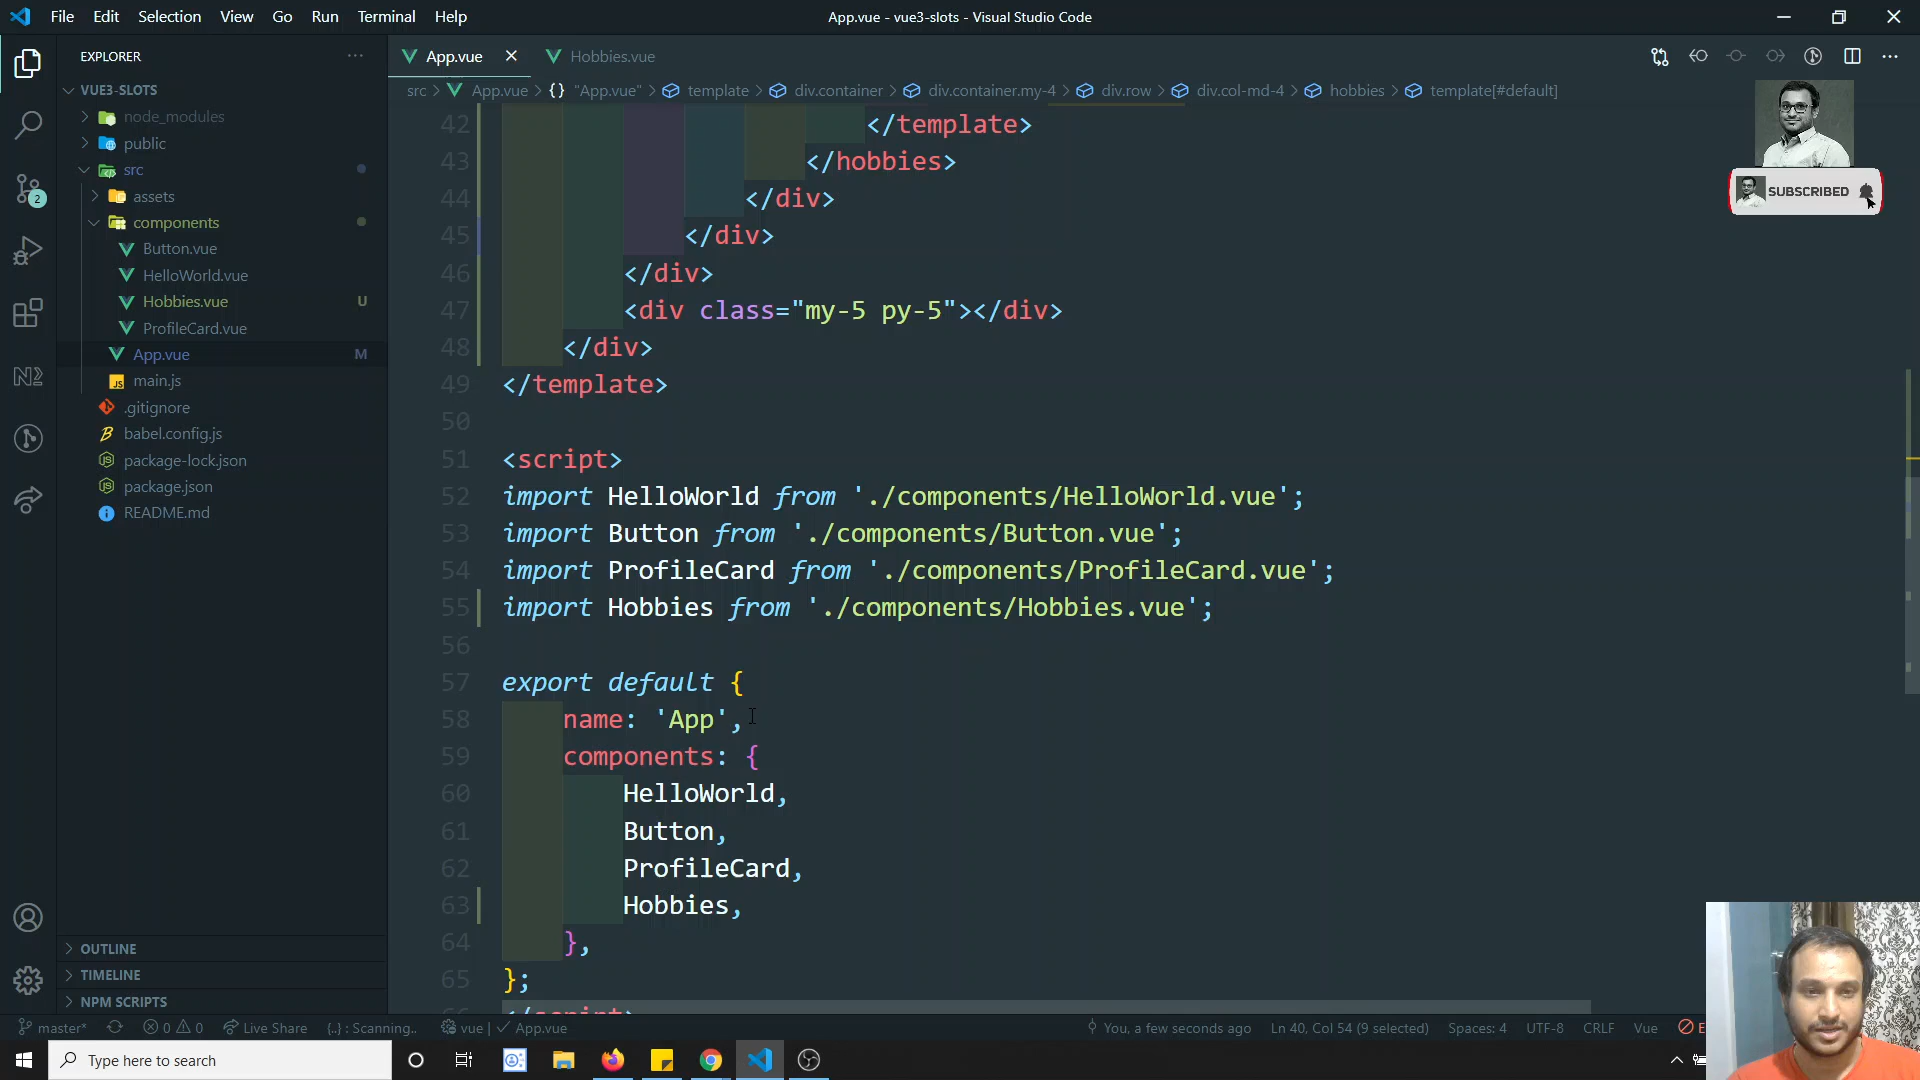 File Edit Selection View Go Run Terminal Help
App.vue - vue3-slots - Visual Studio Code
EXPLORER
App.vue
Hobbies.vue
VUE3-SLOTS
src > App.vue > {} "App.vue" > template > div.container > div.container.my-4 > div.row > div.col-md-4 > hobbies > template[#default]
node_modules
public
src
assets
components
Button.vue
HelloWorld.vue
Hobbies.vue U
ProfileCard.vue
App.vue M
main.js
.gitignore
babel.config.js
package-lock.json
package.json
README.md
2
42 </template>
43 </hobbies>
44 </div>
45 </div>
46 </div>
47 <div class="my-5 py-5"></div>
48 </div>
49 </template>
50
51 <script>
52 import HelloWorld from './components/HelloWorld.vue';
53 import Button from './components/Button.vue';
54 import ProfileCard from './components/ProfileCard.vue';
55 import Hobbies from './components/Hobbies.vue';
56
57 export default {
58 name: 'App',
59 components: {
60 HelloWorld,
61 Button,
62 ProfileCard,
63 Hobbies,
64 },
65 };
SUBSCRIBED
OUTLINE
TIMELINE
NPM SCRIPTS
master* 0 0 Live Share {..} : Scanning.. vue | App.vue You, a few seconds ago Ln 40, Col 54 (9 selected) Spaces: 4 UTF-8 CRLF Vue
Type here to search